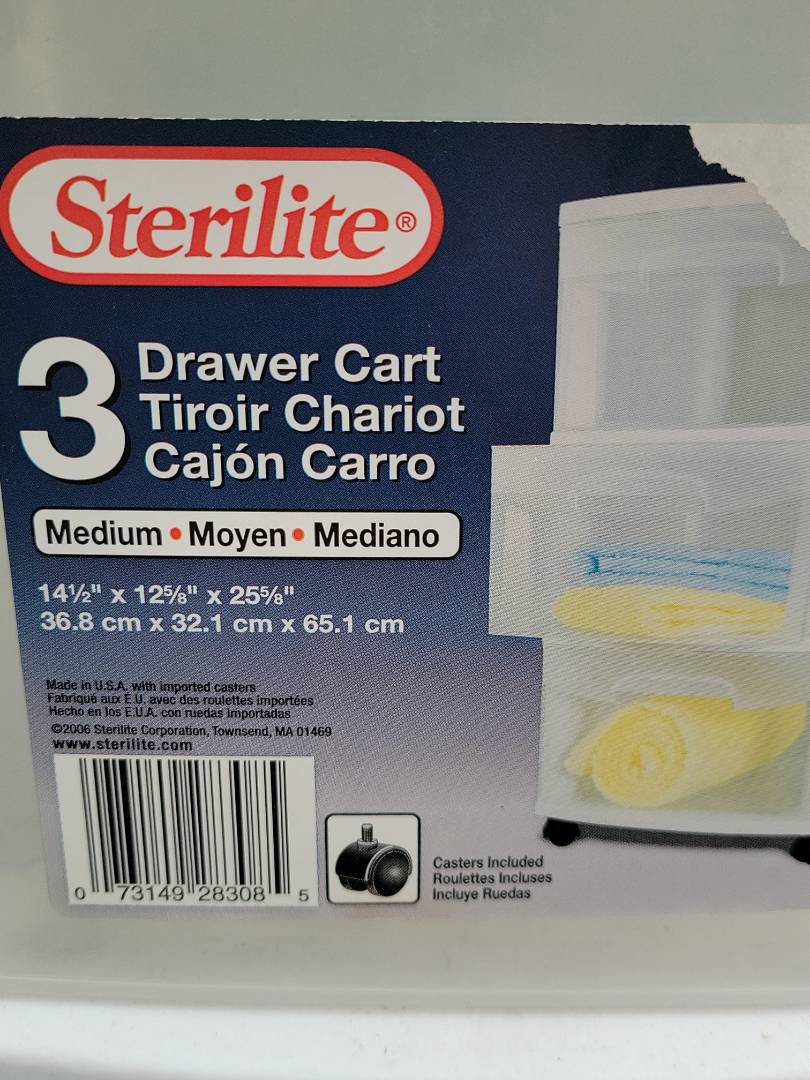 Sterilite®
3 Drawer Cart
Tiroir Chariot
Cajón Carro
Medium • Moyen • Mediano
14½" x 12⅝" x 25⅝"
36.8 cm x 32.1 cm x 65.1 cm
Made in U.S.A. with imported casters
Fabriqué aux É.U. avec des roulettes importées
Hecho en los E.U.A. con ruedas importadas
©2006 Sterilite Corporation, Townsend, MA 01469
www.sterilite.com
0 73149 28308 5
Casters Included
Roulettes Incluses
Incluye Ruedas